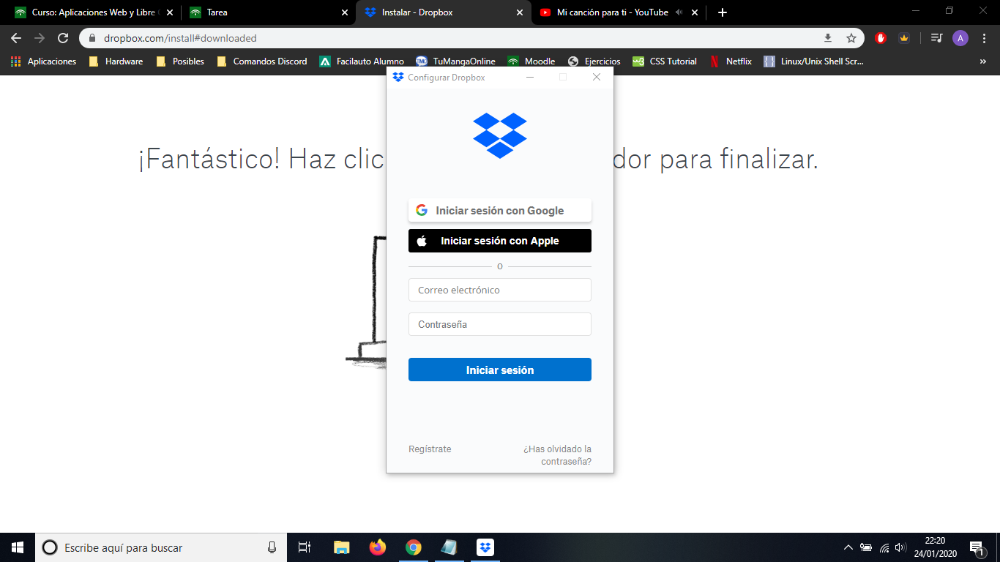 Curso: Aplicaciones Web y Libre
Tarea
Instalar - Dropbox
Mi canción para ti - YouTube
dropbox.com/install#downloaded
A
Aplicaciones
Hardware
Posibles
Comandos Discord
Facilauto Alumno
TuMangaOnline
Moodle
Ejercicios
CSS Tutorial
Netflix
Linux/Unix Shell Scr...
»
Configurar Dropbox
¡Fantástico! Haz clic
dor para finalizar.
Iniciar sesión con Google
Iniciar sesión con Apple
O
Correo electrónico
Contraseña
Iniciar sesión
Regístrate
¿Has olvidado la
contraseña?
Escribe aquí para buscar
22:20
24/01/2020
1